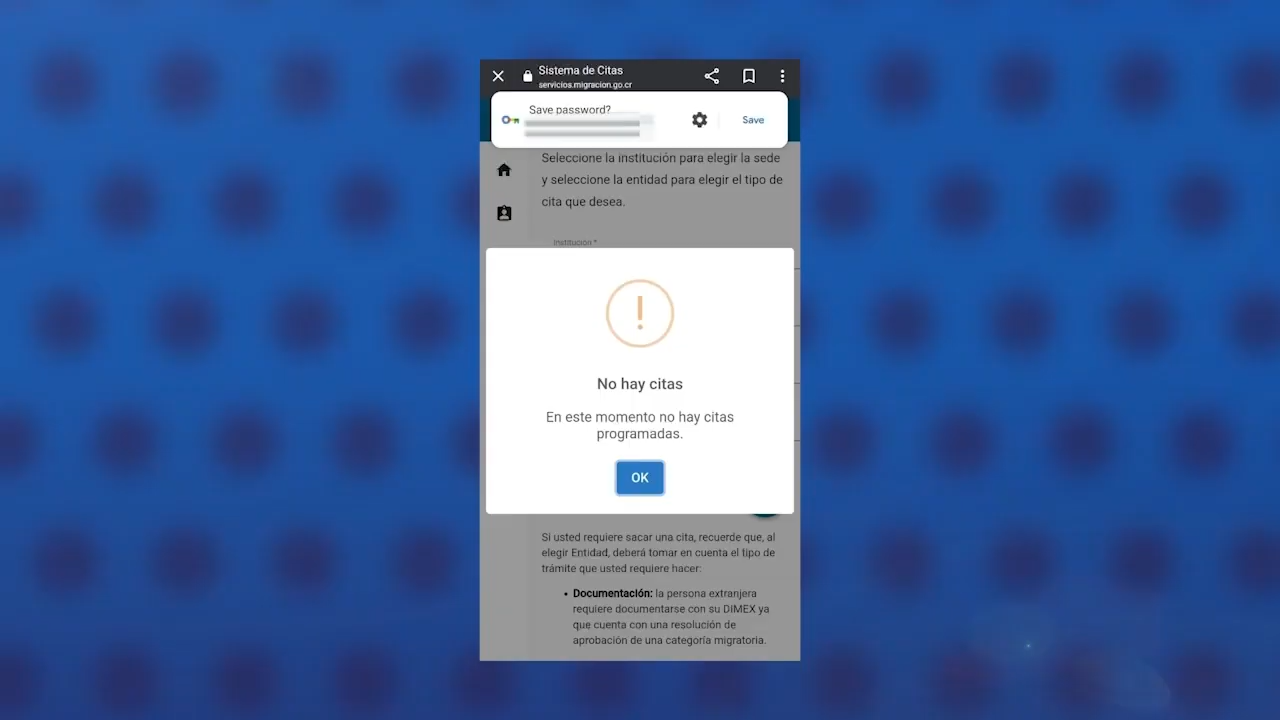 Sistema de Citas
servicios.migracion.go.cr
Save password?
Save
Seleccione la institución para elegir la sede
y seleccione la entidad para elegir el tipo de
cita que desea.
Institución *
No hay citas
En este momento no hay citas
programadas.
OK
Si usted requiere sacar una cita, recuerde que, al
elegir Entidad, deberá tomar en cuenta el tipo de
trámite que usted requiere hacer:
• Documentación: la persona extranjera
requiere documentarse con su DIMEX ya
que cuenta con una resolución de
aprobación de una categoría migratoria.